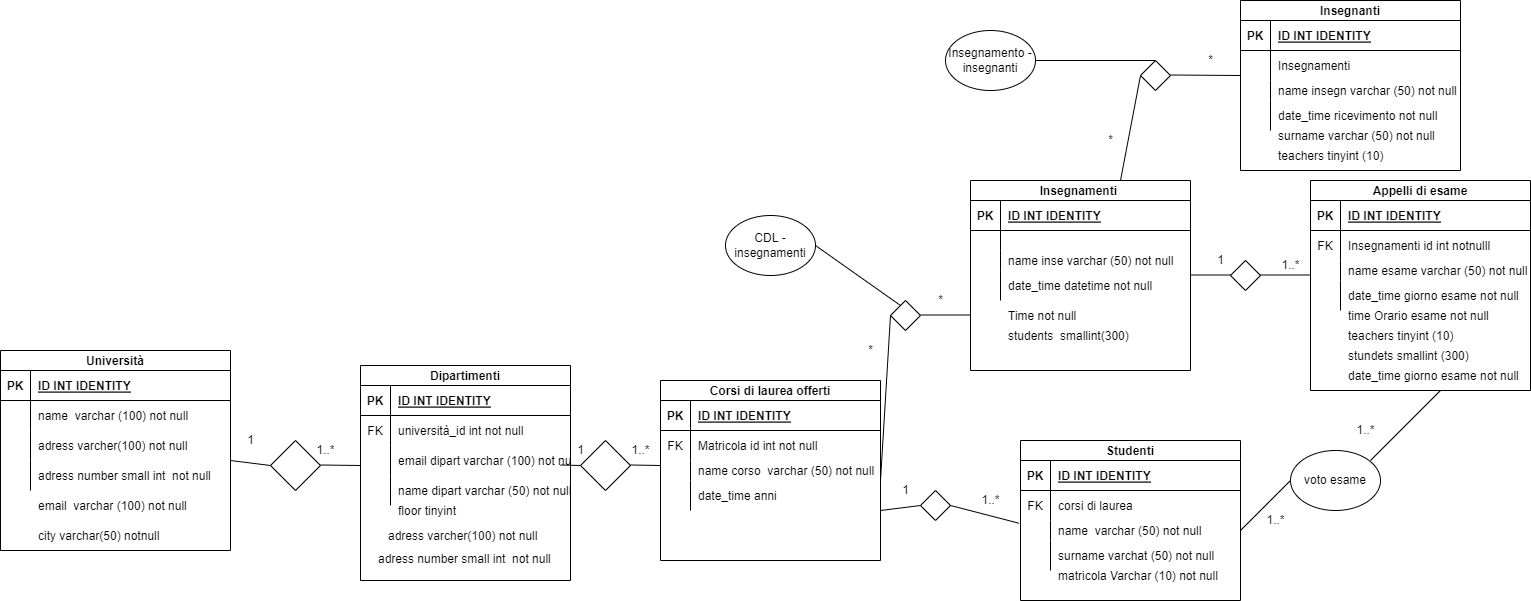 Università
PK
ID INT IDENTITY
name varchar (100) not null
adress varcher(100) not null
adress number small int not null
email varchar (100) not null
city varchar(50) notnull
1
1..*
Dipartimenti
PK
ID INT IDENTITY
FK
università_id int not null
email dipart varchar (100) not nu
name dipart varchar (50) not null
floor tinyint
adress varcher(100) not null
adress number small int not null
1
1..*
Corsi di laurea offerti
PK
ID INT IDENTITY
FK
Matricola id int not null
name corso varchar (50) not null
date_time anni
*
CDL -
insegnamenti
*
1
1..*
Insegnamenti
PK
ID INT IDENTITY
name inse varchar (50) not null
date_time datetime not null
Time not null
students smallint(300)
*
Insegnamento -
insegnanti
*
Insegnanti
PK
ID INT IDENTITY
Insegnamenti
name insegn varchar (50) not null
date_time ricevimento not null
surname varchar (50) not null
teachers tinyint (10)
1
1..*
Appelli di esame
PK
ID INT IDENTITY
FK
Insegnamenti id int notnulll
name esame varchar (50) not null
date_time giorno esame not null
time Orario esame not null
teachers tinyint (10)
stundets smallint (300)
date_time giorno esame not null
1..*
voto esame
1..*
Studenti
PK
ID INT IDENTITY
FK
corsi di laurea
name varchar (50) not null
surname varchat (50) not null
matricola Varchar (10) not null